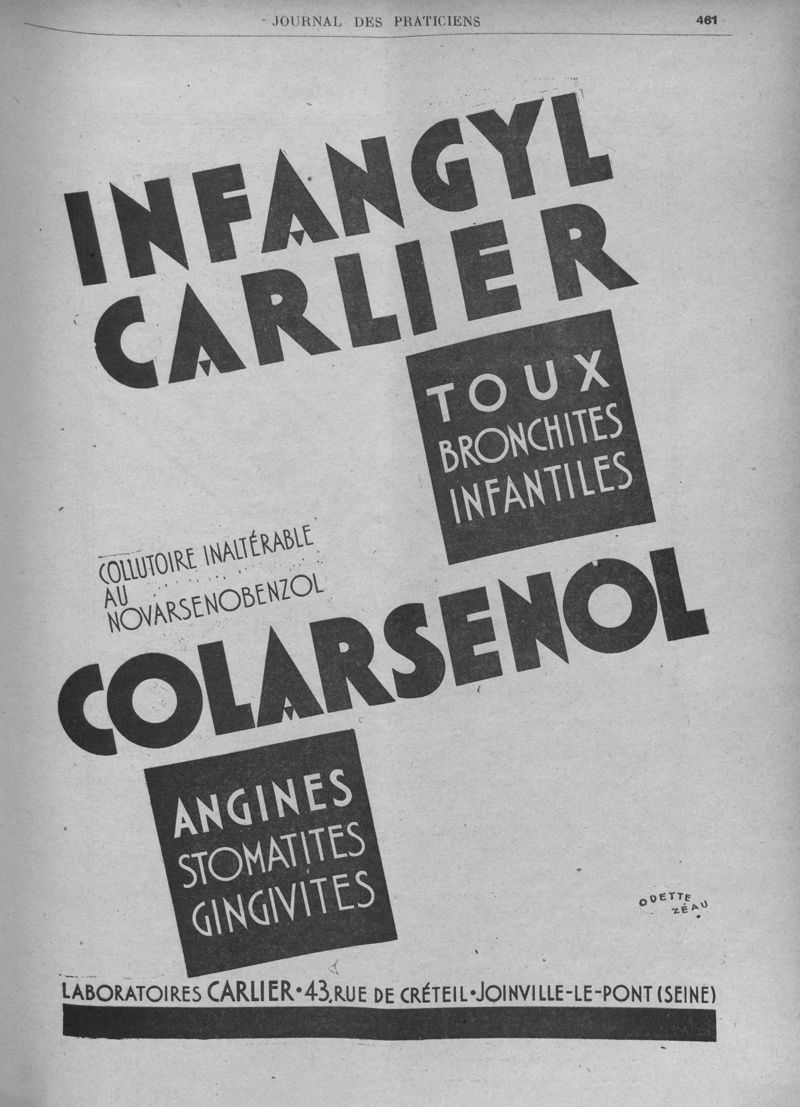 JOURNAL DES PRATICIENS 461
INFANGYL
CARLIER
TOUX
BRONCHITES
INFANTILES
COLLUTOIRE INALTÉRABLE
AU
NOVARSENOBENZOL
COLARSENOL
ANGINES
STOMATITES
GINGIVITES
ODETTE
ZÉAU
LABORATOIRES CARLIER • 43, RUE DE CRÉTEIL • JOINVILLE-LE-PONT (SEINE)